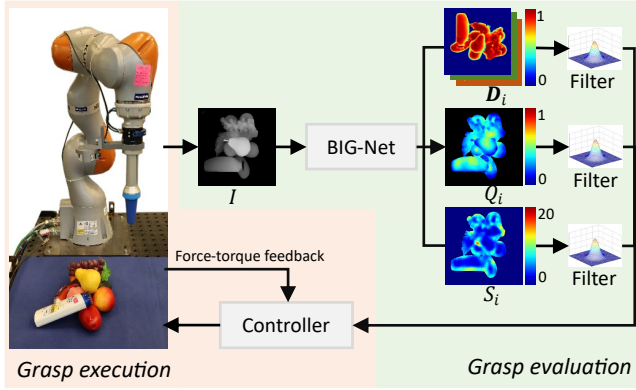 1
0
D_i
Filter
I
BIG-Net
1
0
Q_i
Filter
20
0
S_i
Filter
Force-torque feedback
Controller
Grasp execution
Grasp evaluation